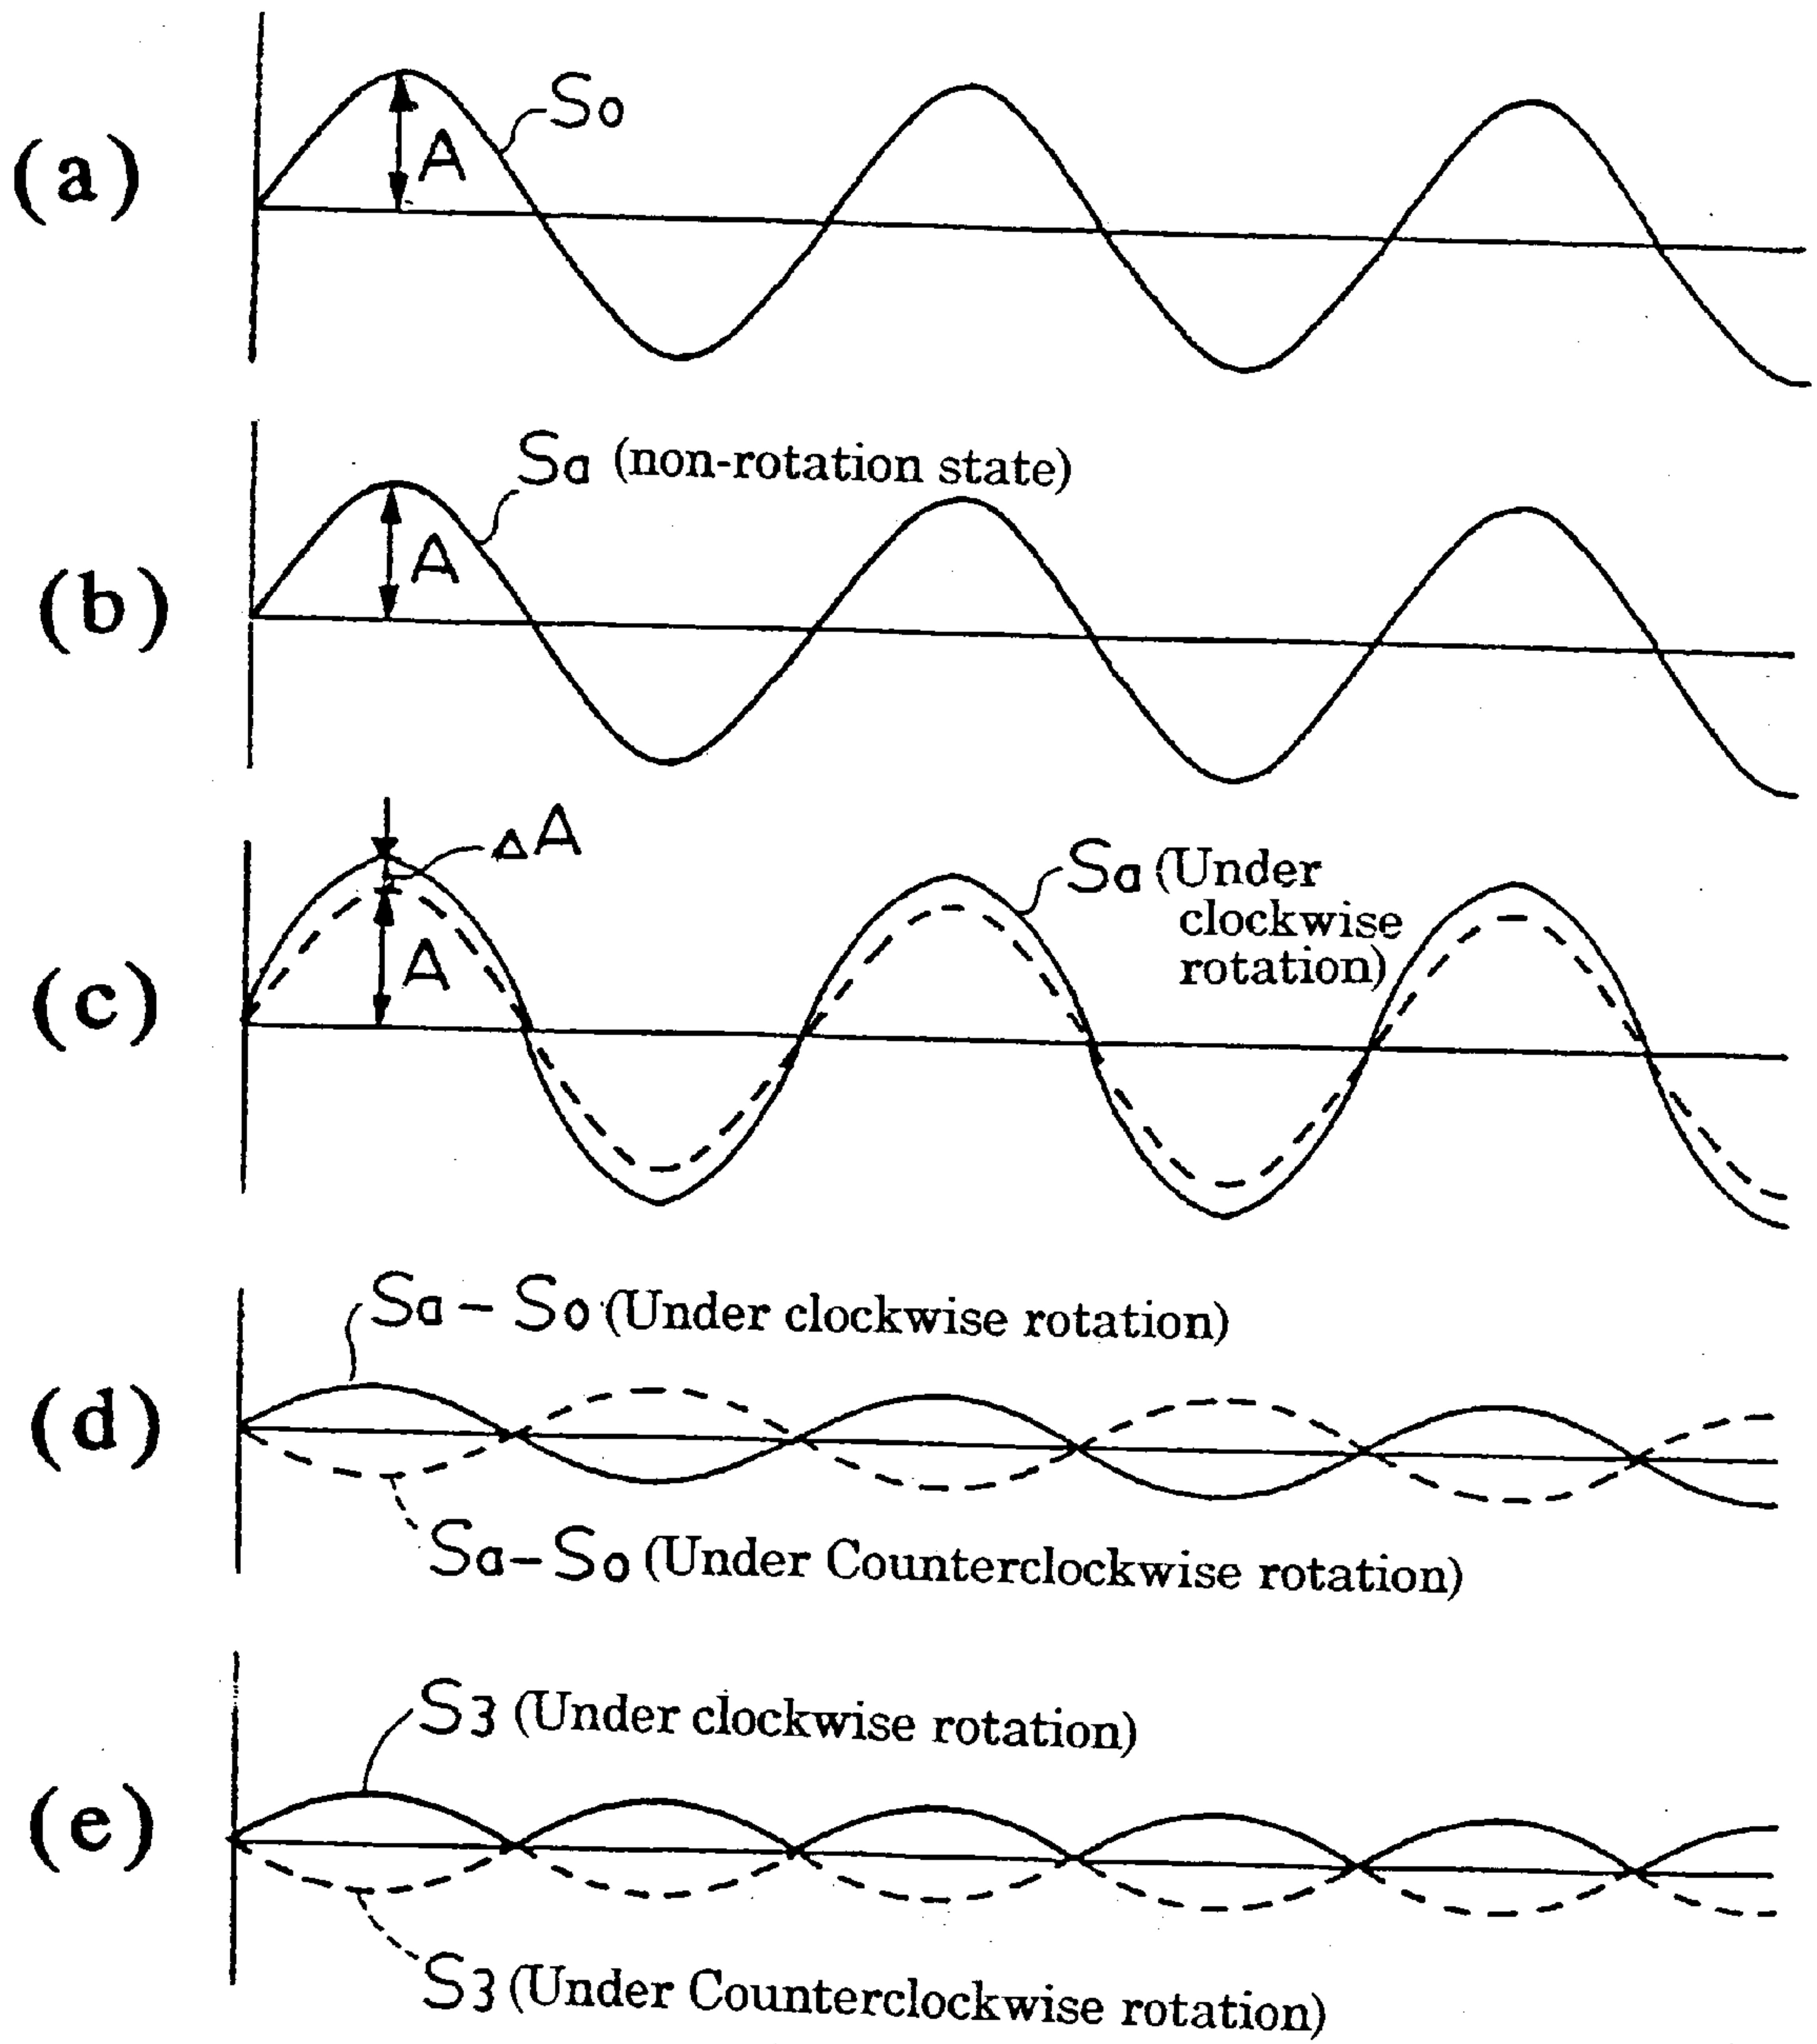 (a)
So
A
(b)
Sa (non-rotation state)
A
(c)
ΔA
A
Sa (Under
clockwise
rotation)
(d)
Sa - So (Under clockwise rotation)
Sa-So (Under Counterclockwise rotation)
(e)
S3 (Under clockwise rotation)
S3 (Under Counterclockwise rotation)